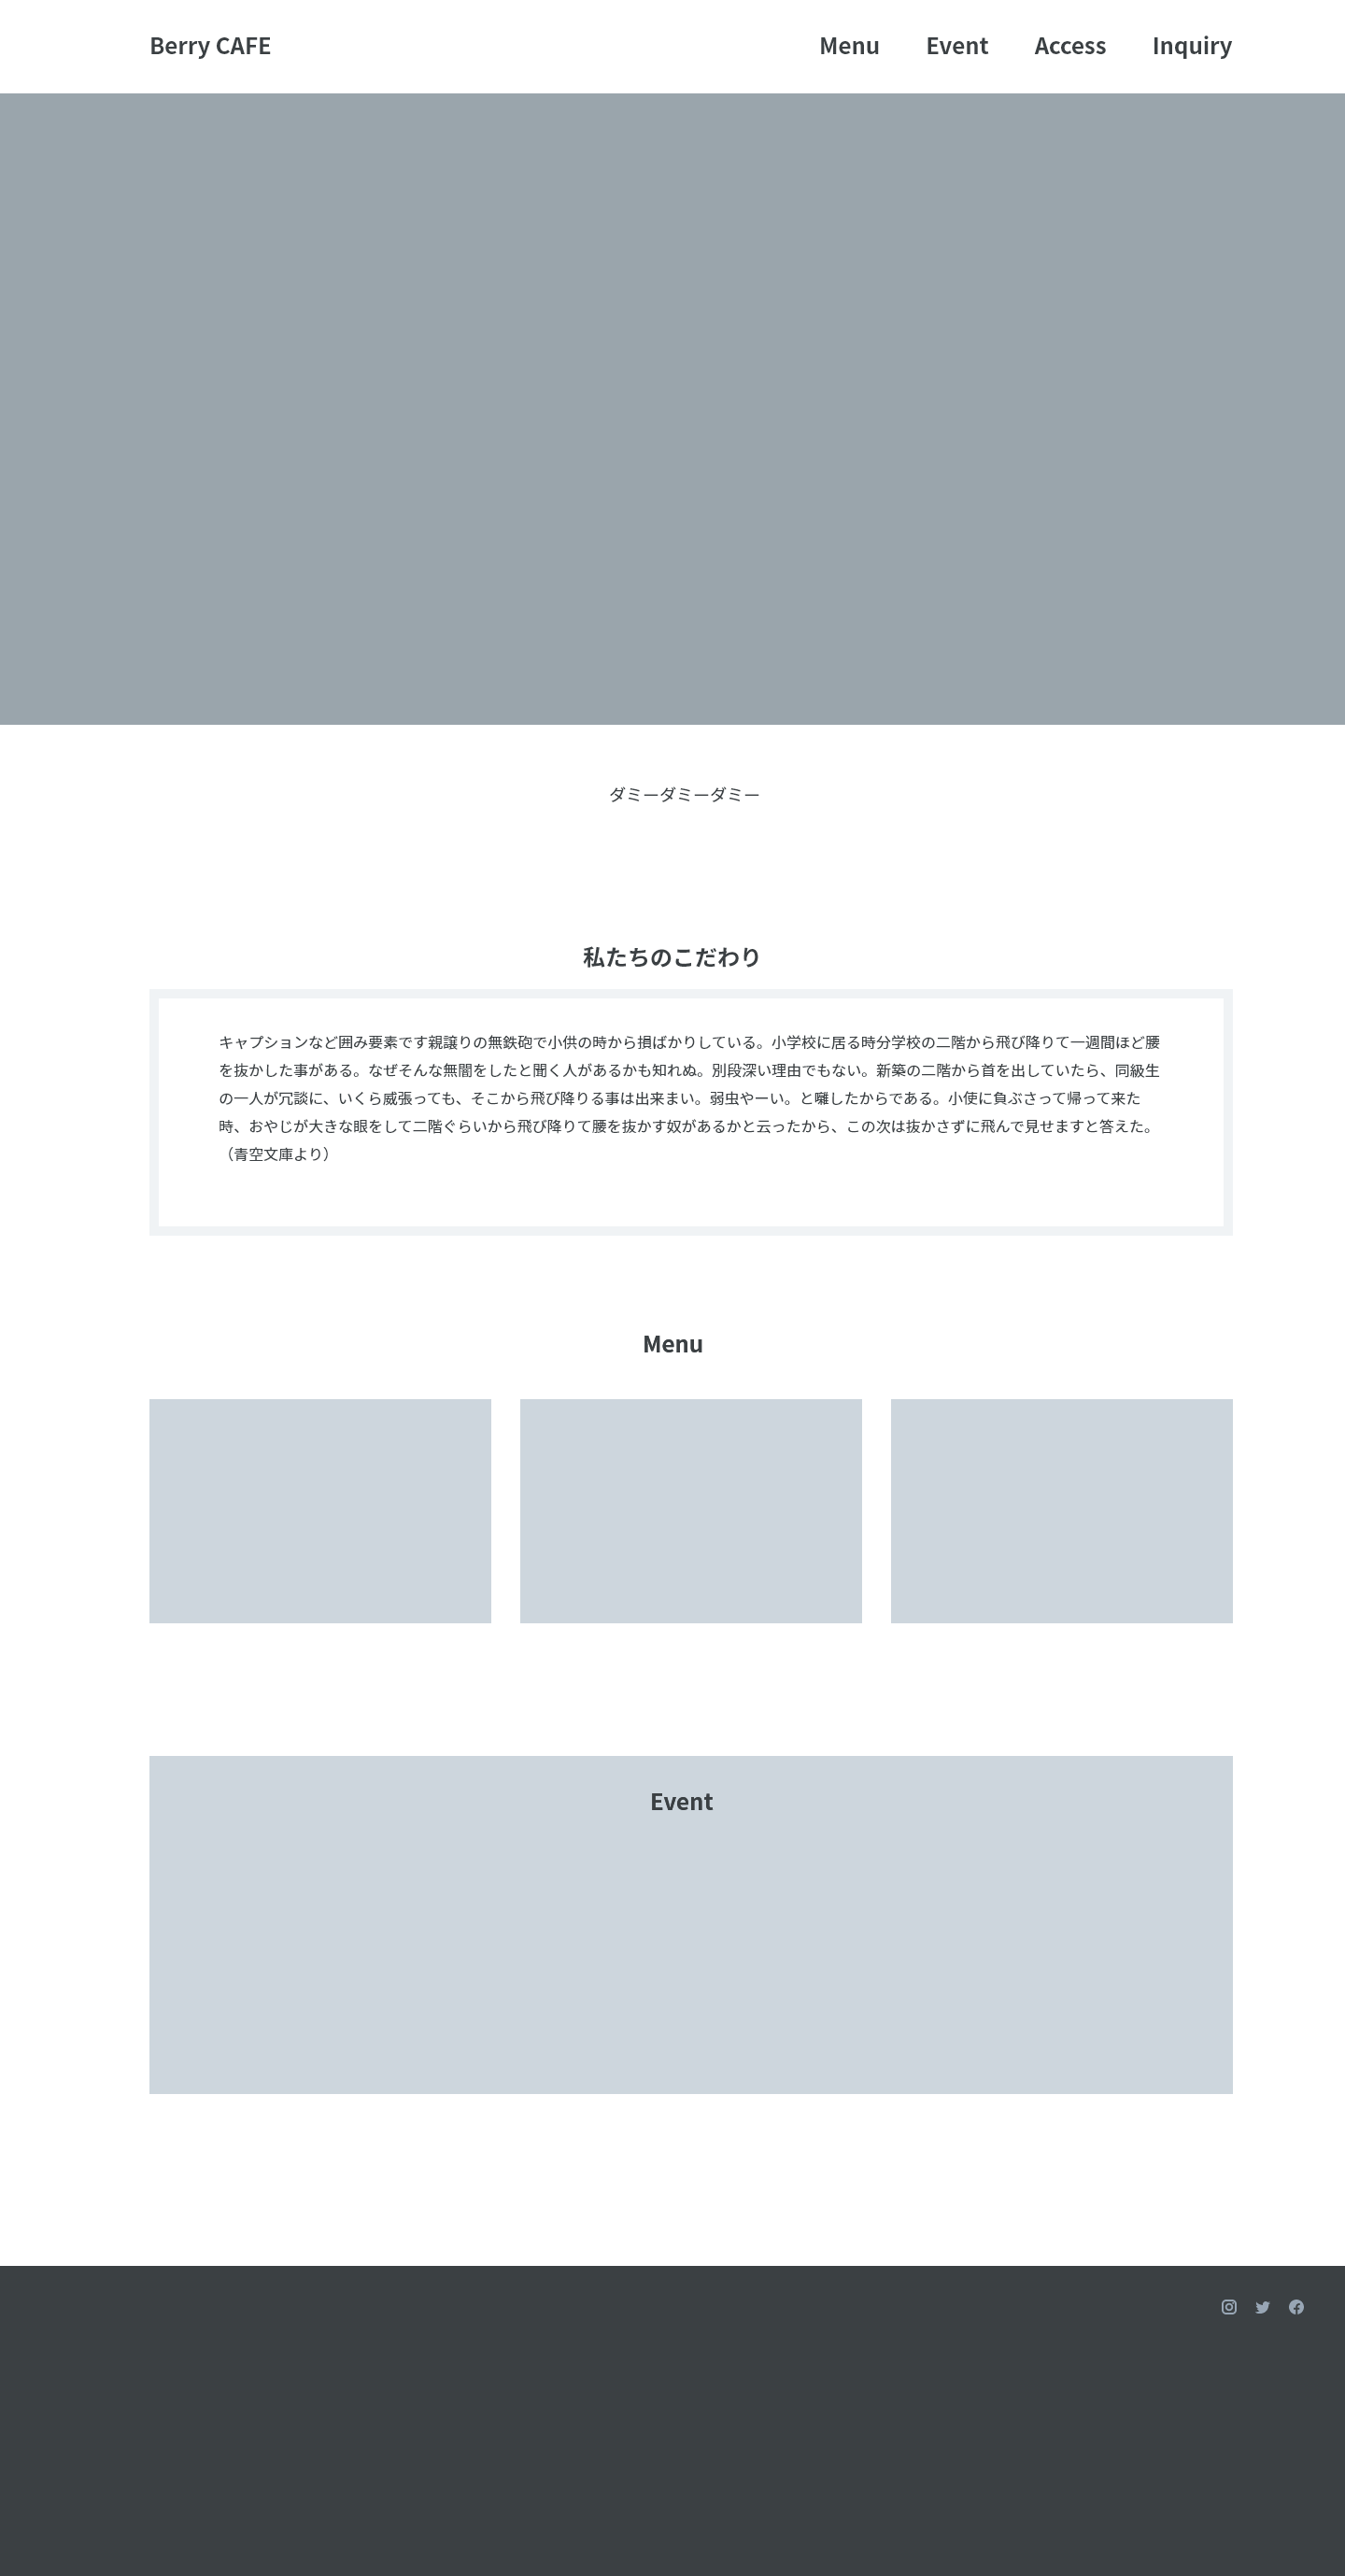 Berry CAFE Menu Event Access Inquiry
ダミーダミーダミー
私たちのこだわり
キャプションなど囲み要素です親譲りの無鉄砲で小供の時から損ばかりしている。小学校に居る時分学校の二階から飛び降りて一週間ほど腰
を抜かした事がある。なぜそんな無闇をしたと聞く人があるかも知れぬ。別段深い理由でもない。新築の二階から首を出していたら、同級生
の一人が冗談に、いくら威張っても、そこから飛び降りる事は出来まい。弱虫やーい。と囃したからである。小使に負ぶさって帰って来た
時、おやじが大きな眼をして二階ぐらいから飛び降りて腰を抜かす奴があるかと云ったから、この次は抜かさずに飛んで見せますと答えた。
（青空文庫より）
Menu
Event